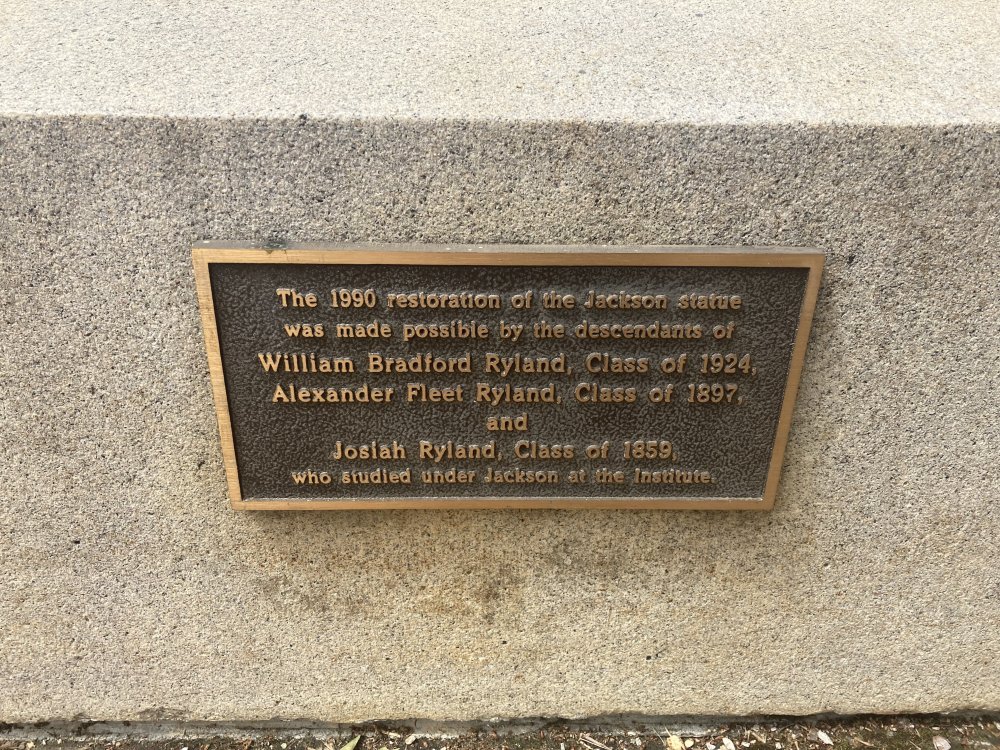 The 1990 restoration of the Jackson statue
was made possible by the descendants of
William Bradford Ryland, Class of 1924,
Alexander Fleet Ryland, Class of 1897,
and
Josiah Ryland, Class of 1859,
who studied under Jackson at the Institute.